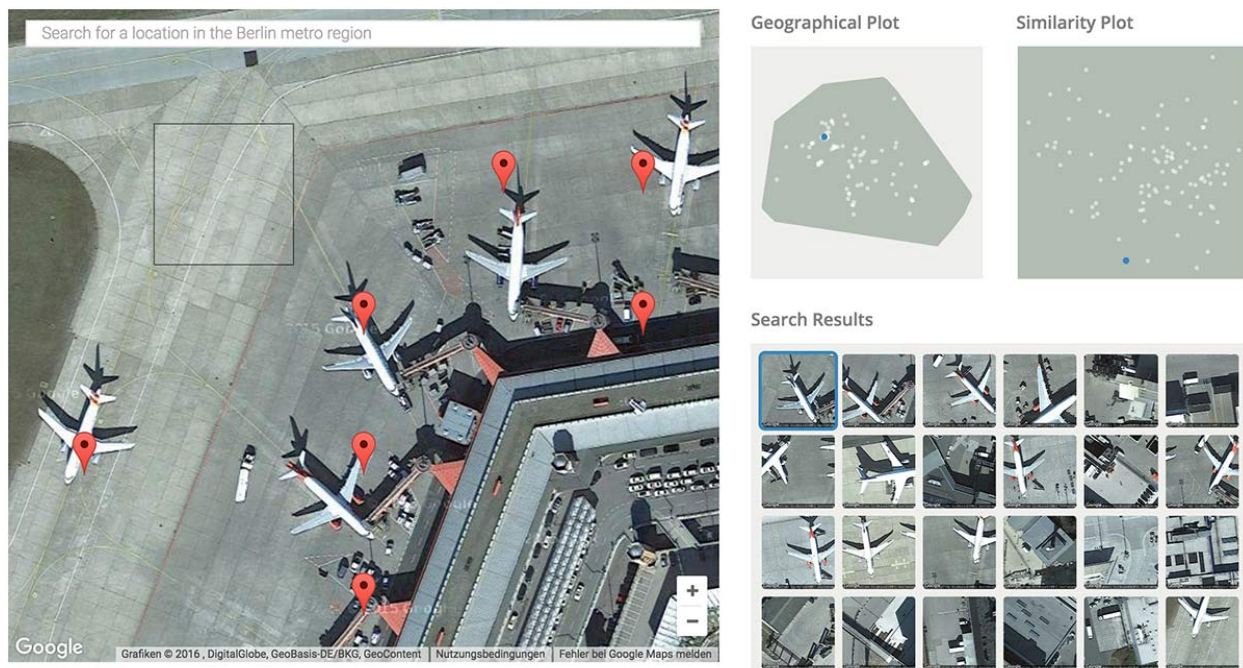 Search for a location in the Berlin metro region
Geographical Plot
Similarity Plot
Search Results
+
−
Google
Grafiken © 2016 , DigitalGlobe, GeoBasis-DE/BKG, GeoContent
Nutzungsbedingungen
Fehler bei Google Maps melden